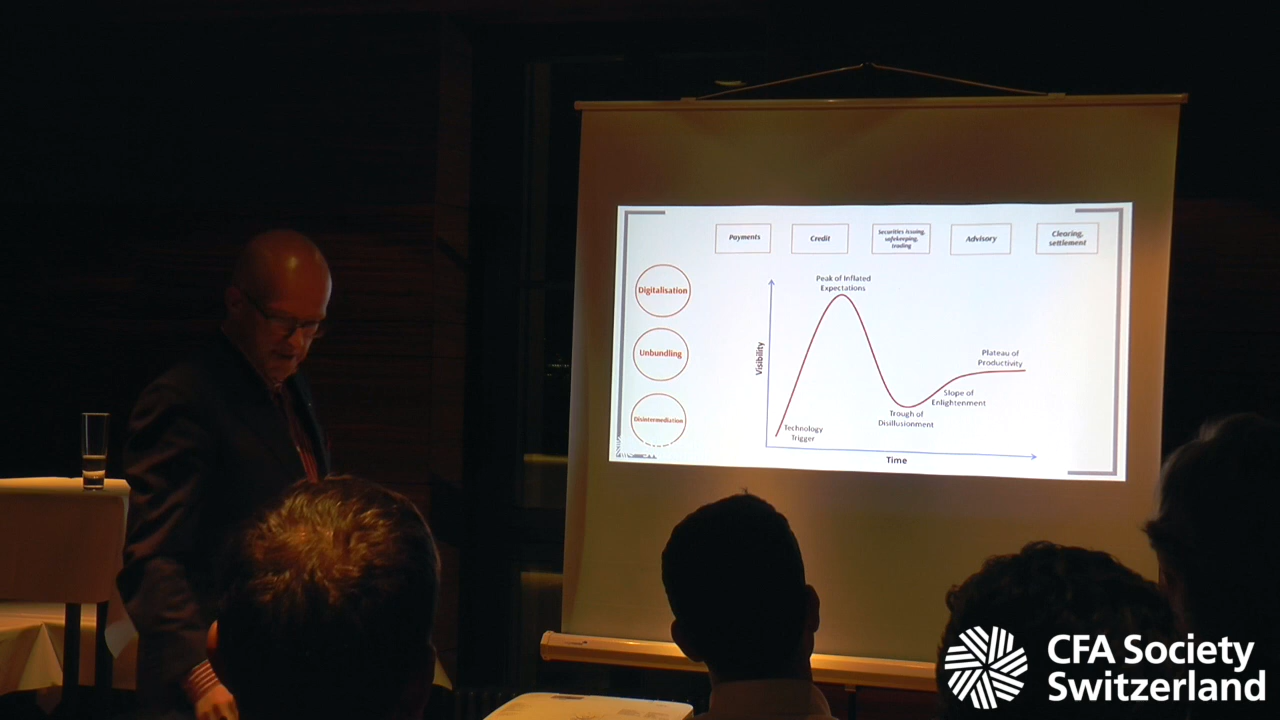 Payments
Credit
Securities issuing,
safekeeping,
trading
Advisory
Clearing,
settlement
Digitalisation
Unbundling
Disintermediation
Peak of Inflated
Expectations
Visibility
Plateau of
Productivity
Slope of
Enlightenment
Trough of
Disillusionment
Technology
Trigger
Time
CFA Society
Switzerland